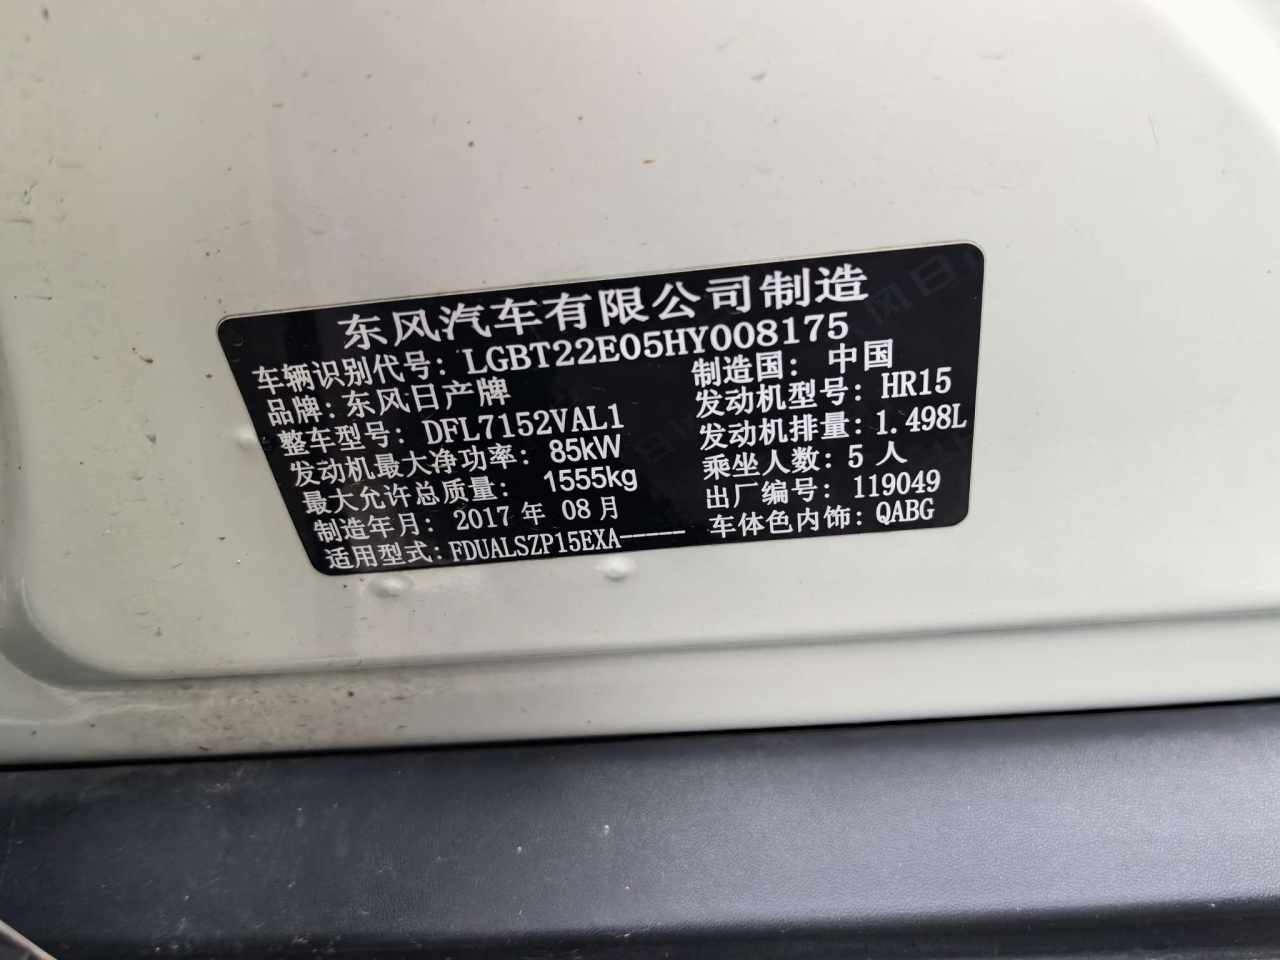 东风汽车有限公司制造
车辆识别代号: LGBT22E05HY008175
品牌: 东风日产牌 制造国: 中国
整车型号: DFL7152VAL1 发动机型号: HR15
发动机最大净功率: 85kW 发动机排量: 1.498L
最大允许总质量: 1555kg 乘坐人数: 5 人
制造年月: 2017 年 08 月 出厂编号: 119049
适用型式: FDUALSZP15EXA----- 车体色内饰: QABG